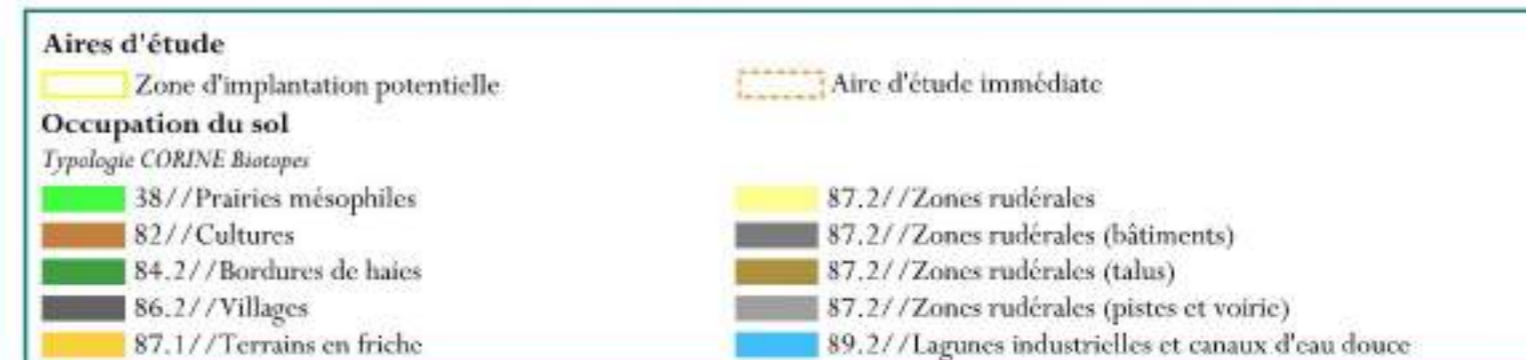 Aires d'étude
Zone d'implantation potentielle
Aire d'étude immédiate
Occupation du sol
Typologie CORINE Biotopes
38//Prairies mésophiles
82//Cultures
84.2//Bordures de haies
86.2//Villages
87.1//Terrains en friche
87.2//Zones rudérales
87.2//Zones rudérales (bâtiments)
87.2//Zones rudérales (talus)
87.2//Zones rudérales (pistes et voirie)
89.2//Lagunes industrielles et canaux d'eau douce